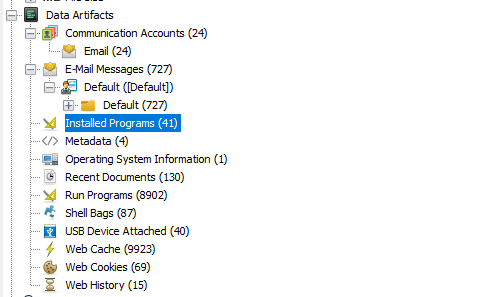 Data Artifacts
Communication Accounts (24)
Email (24)
E-Mail Messages (727)
Default ([Default])
Default (727)
Installed Programs (41)
Metadata (4)
Operating System Information (1)
Recent Documents (130)
Run Programs (8902)
Shell Bags (87)
USB Device Attached (40)
Web Cache (9923)
Web Cookies (69)
Web History (15)